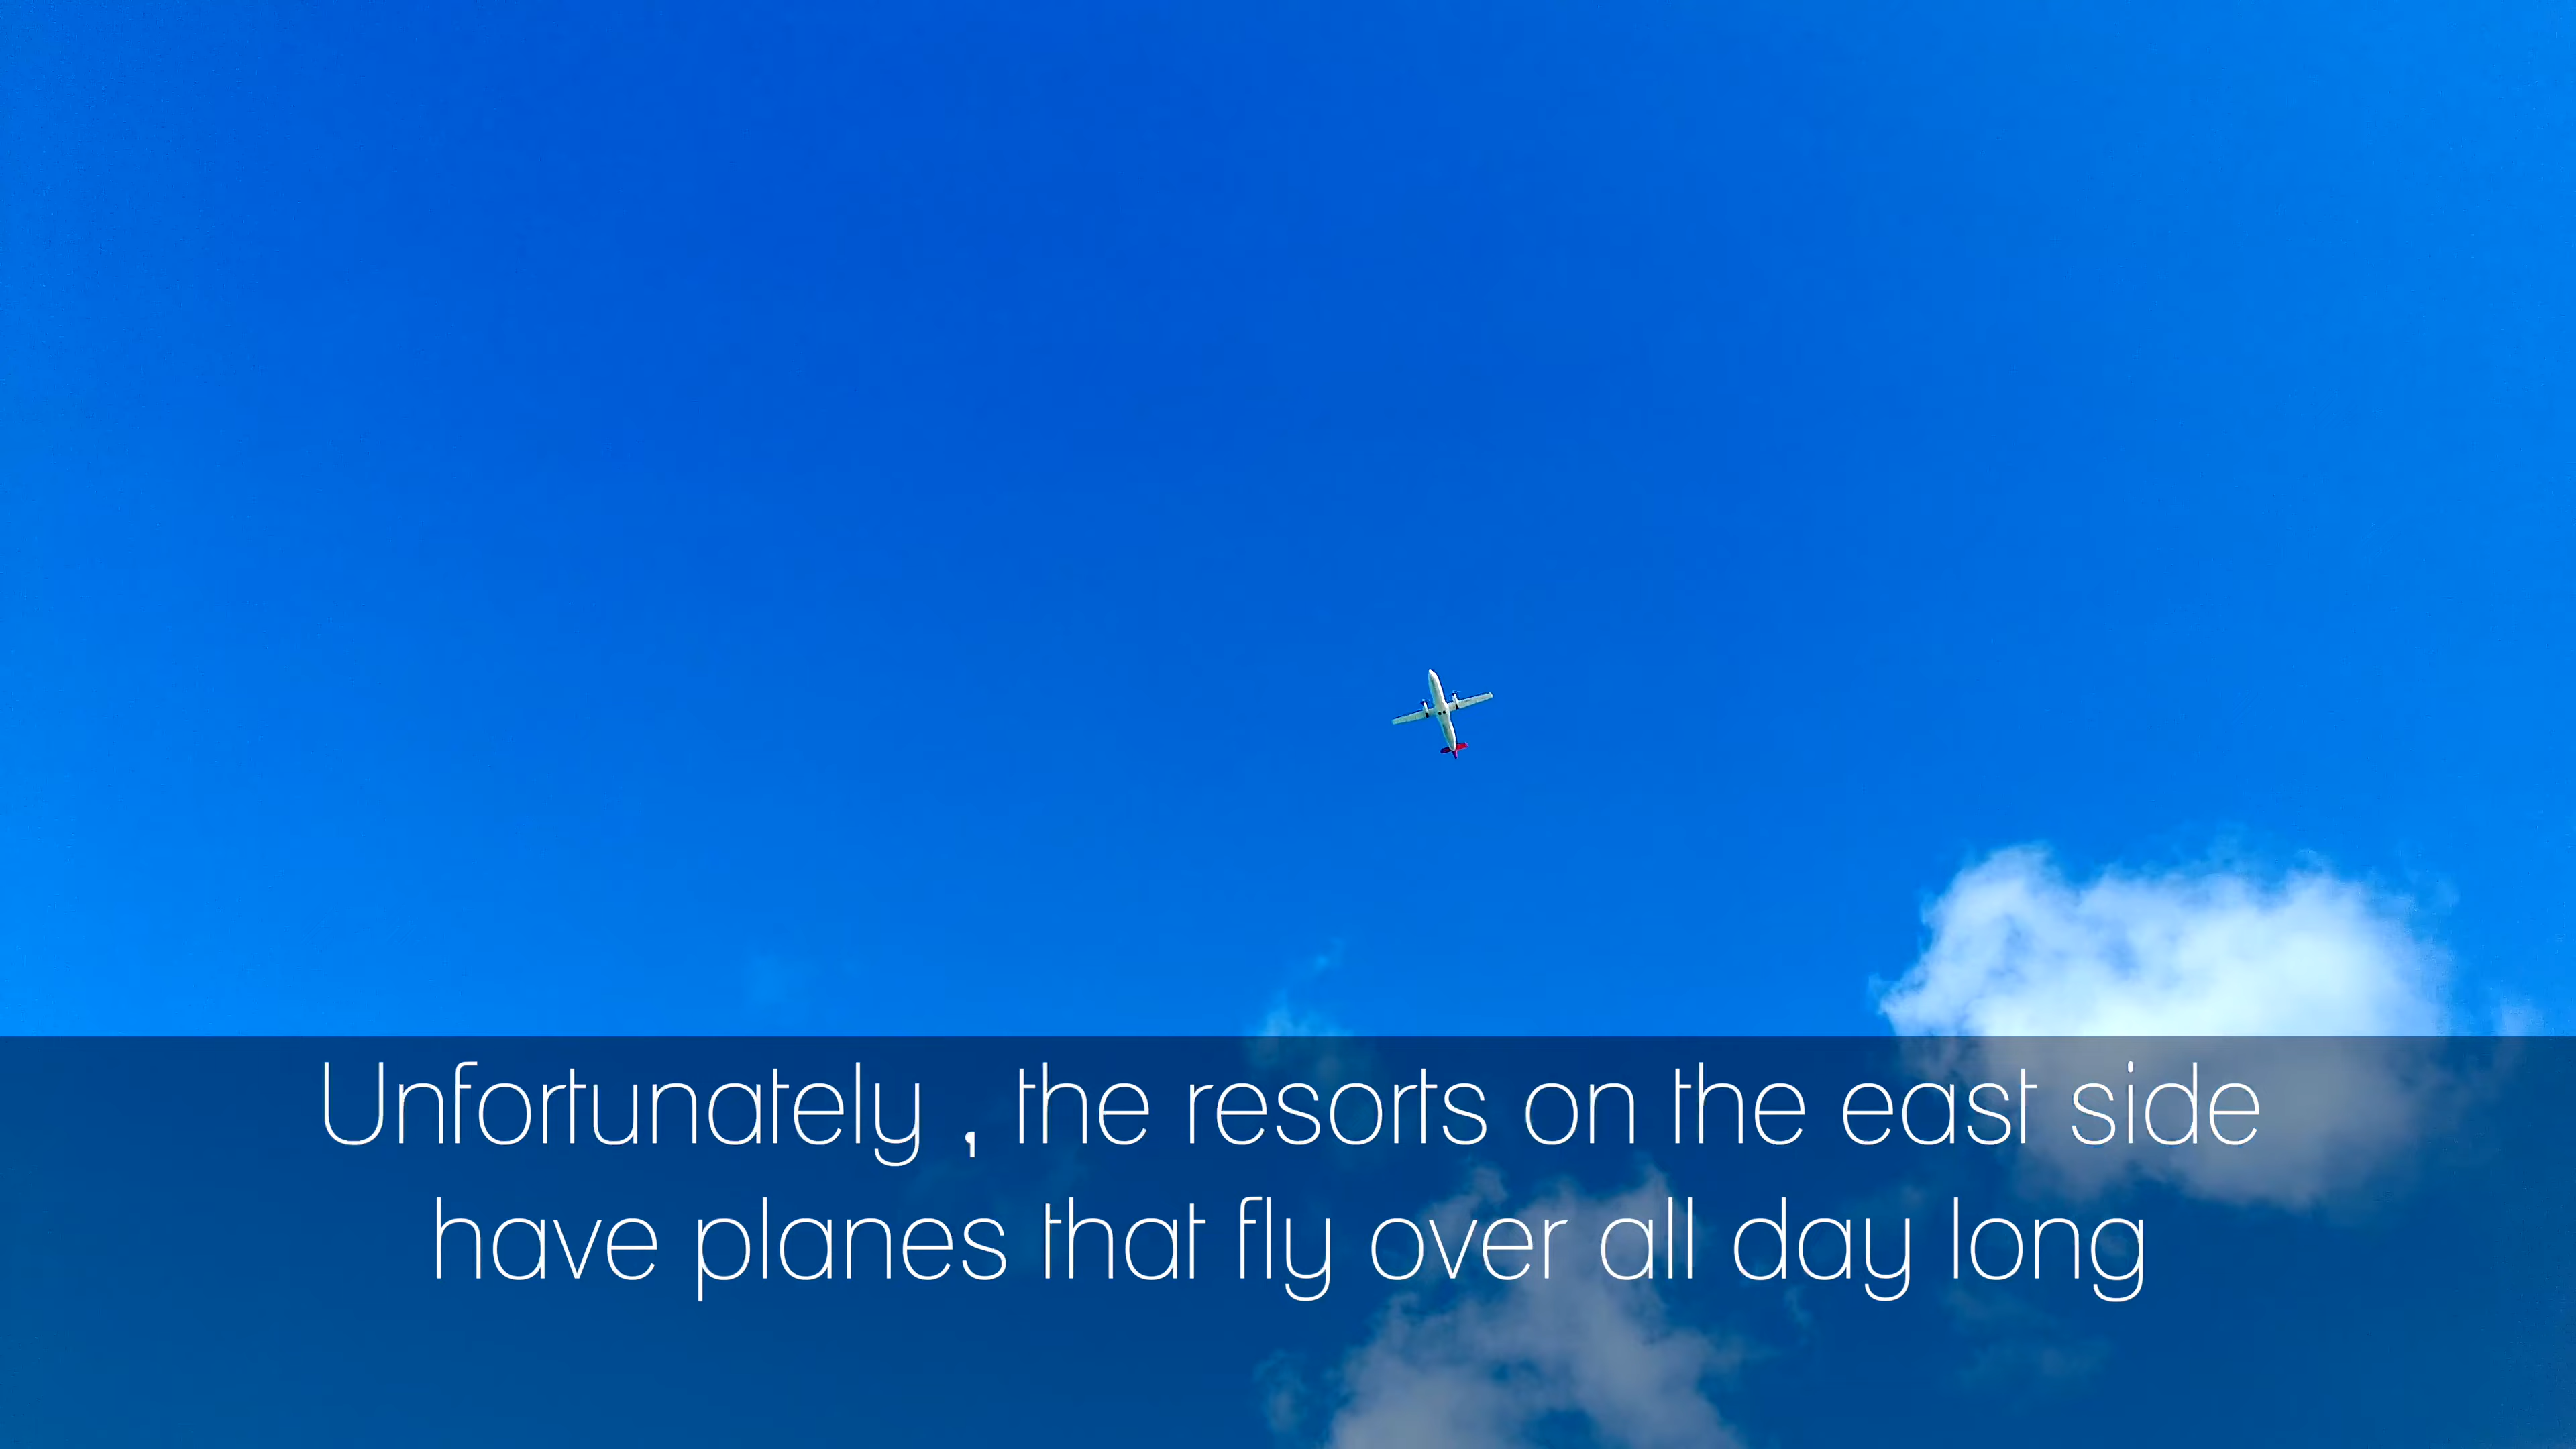 Unfortunately , the resorts on the east side
have planes that fly over all day long